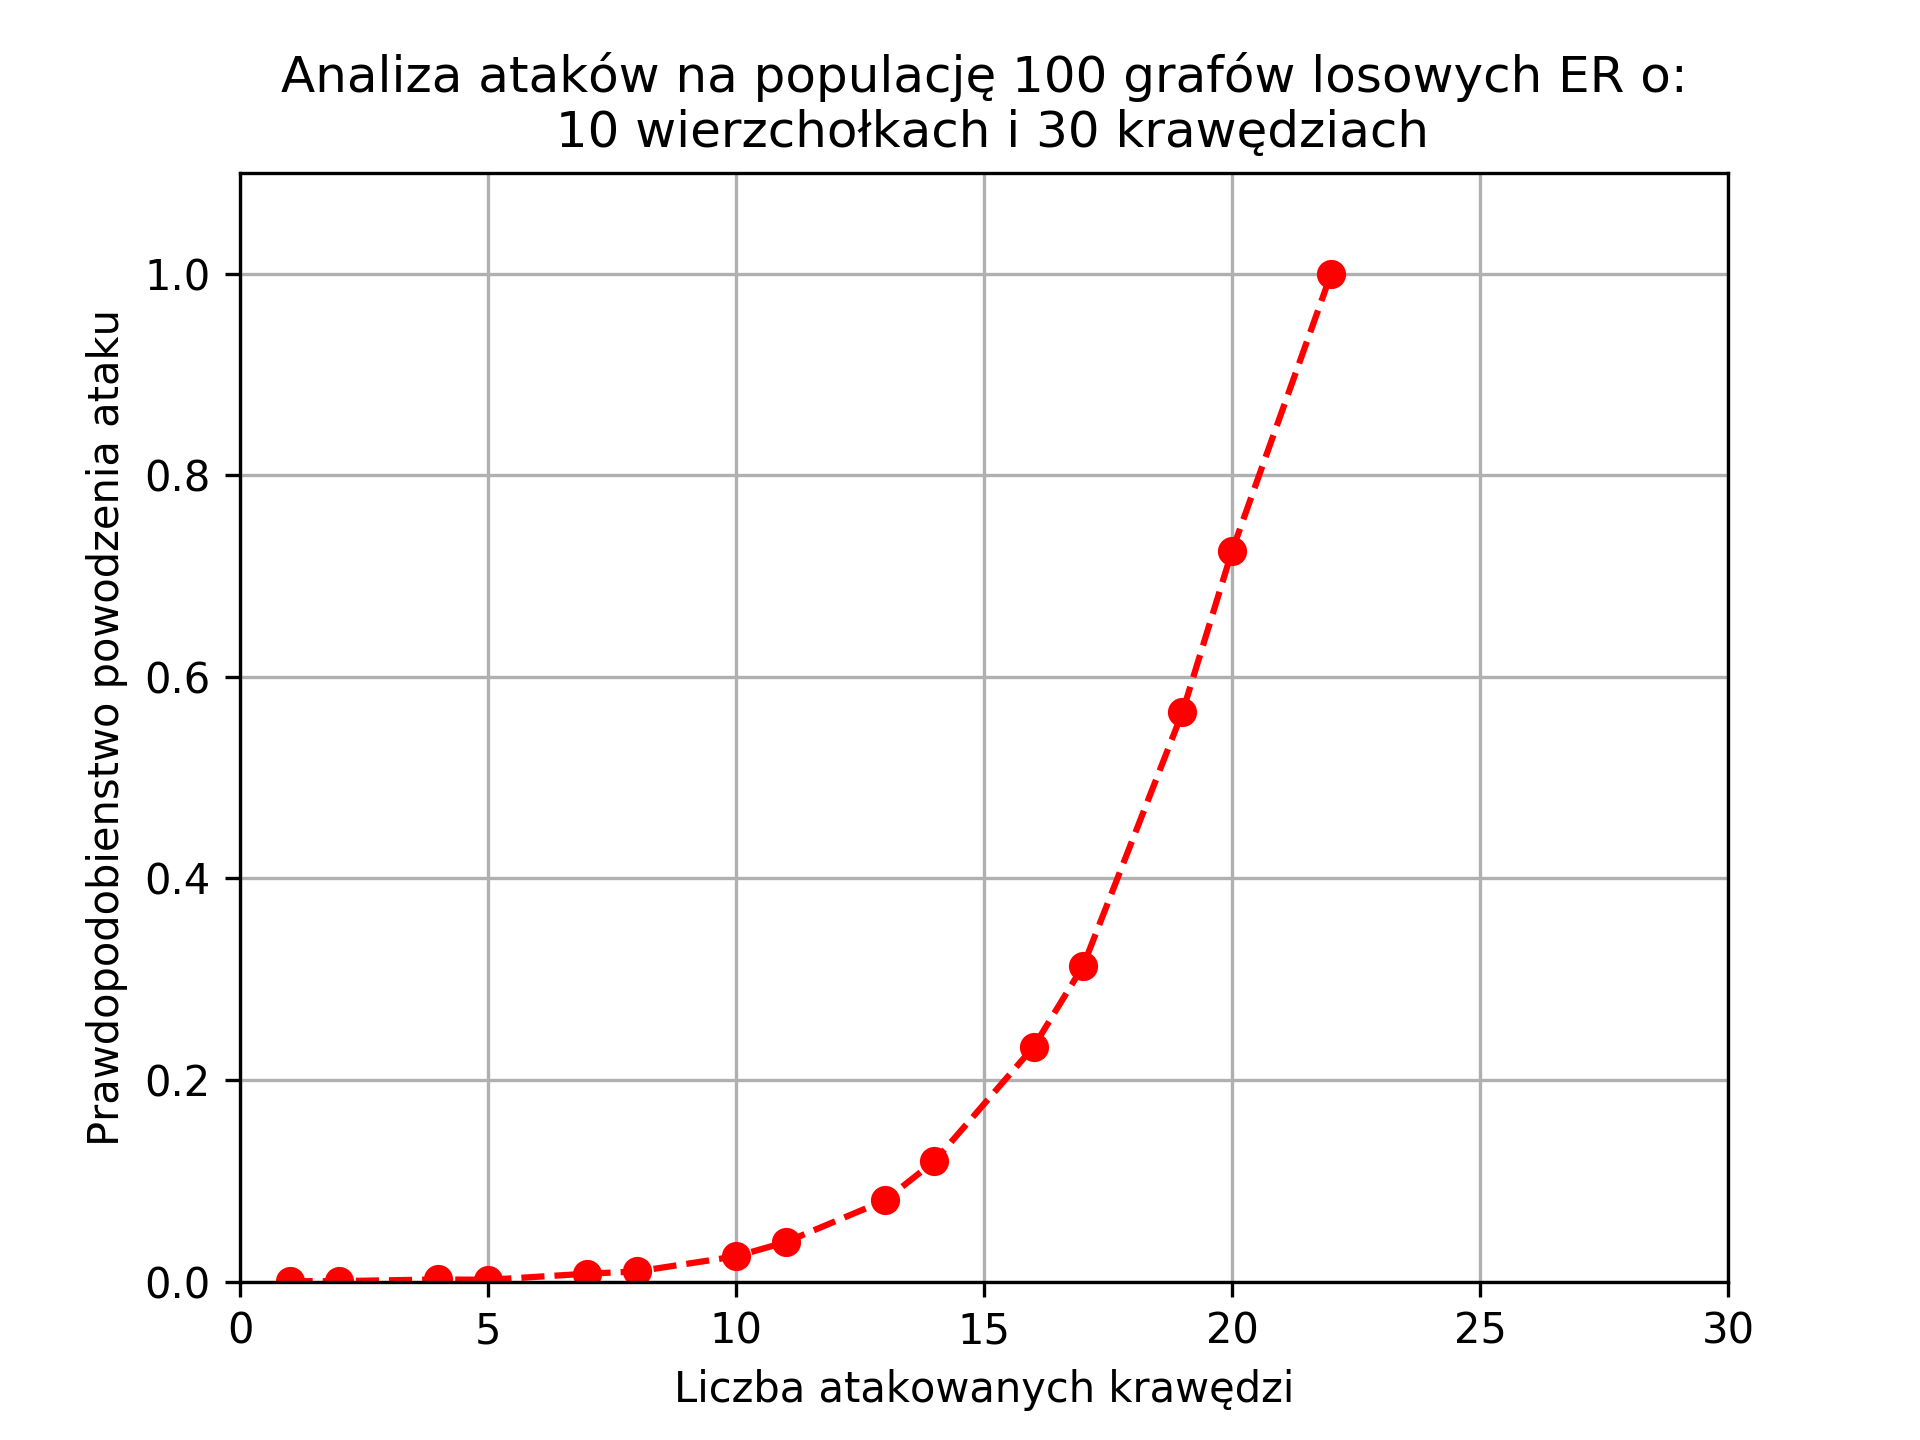 Analiza ataków na populację 100 grafów losowych ER o:
10 wierzchołkach i 30 krawędziach
Prawdopodobienstwo powodzenia ataku
1.0
0.8
0.6
0.4
0.2
0.0
0 5 10 15 20 25 30
Liczba atakowanych krawędzi